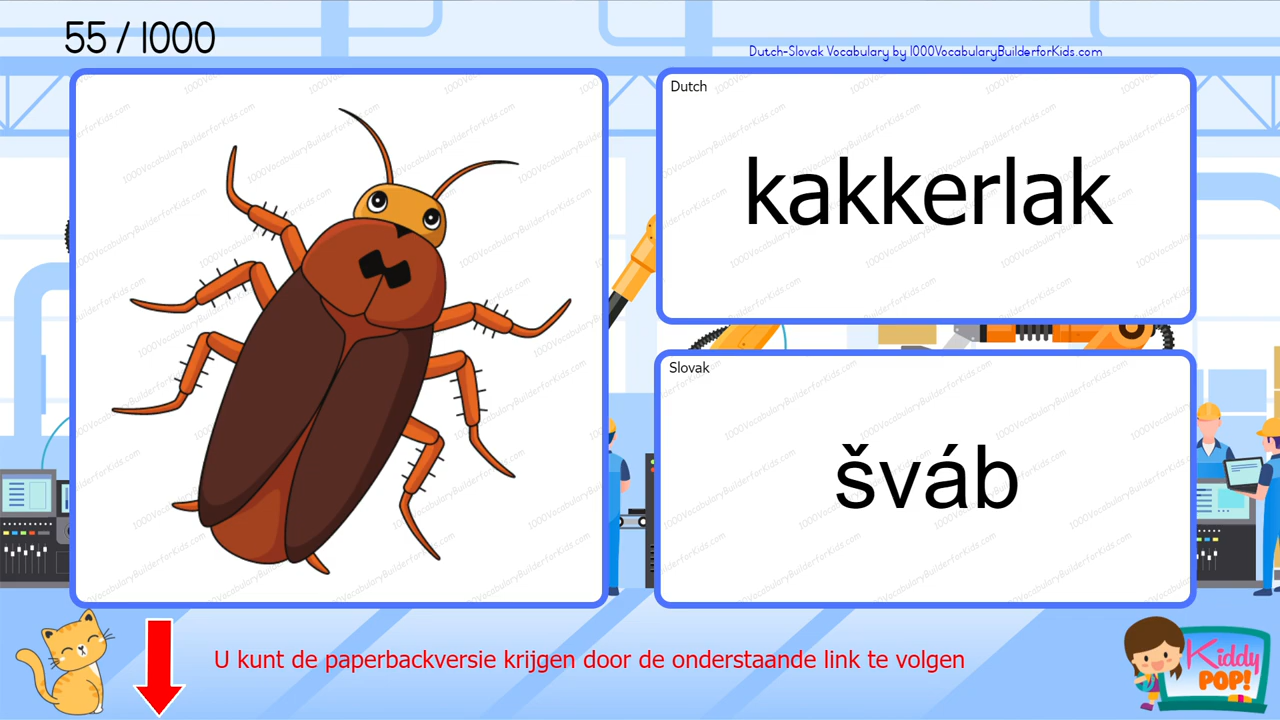 55 / 1000
Dutch-Slovak Vocabulary by 1000VocabularyBuilderforKids.com
Dutch
kakkerlak
Slovak
šváb
U kunt de paperbackversie krijgen door de onderstaande link te volgen
Kiddy
POP!